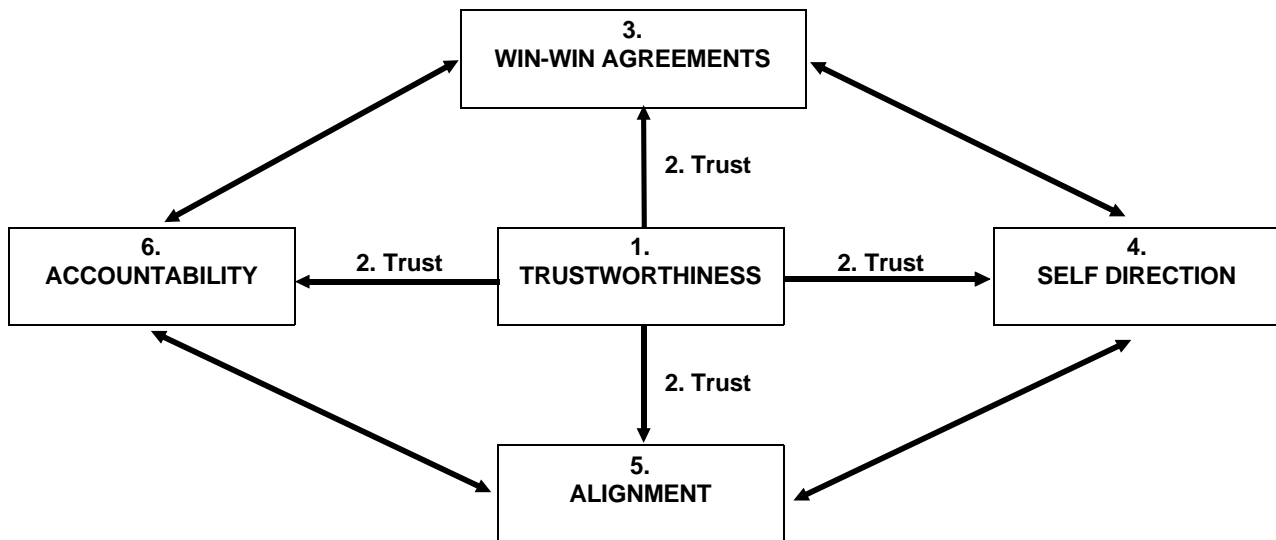 3.
WIN-WIN AGREEMENTS
2. Trust
6.
ACCOUNTABILITY
2. Trust
1.
TRUSTWORTHINESS
2. Trust
4.
SELF DIRECTION
2. Trust
5.
ALIGNMENT